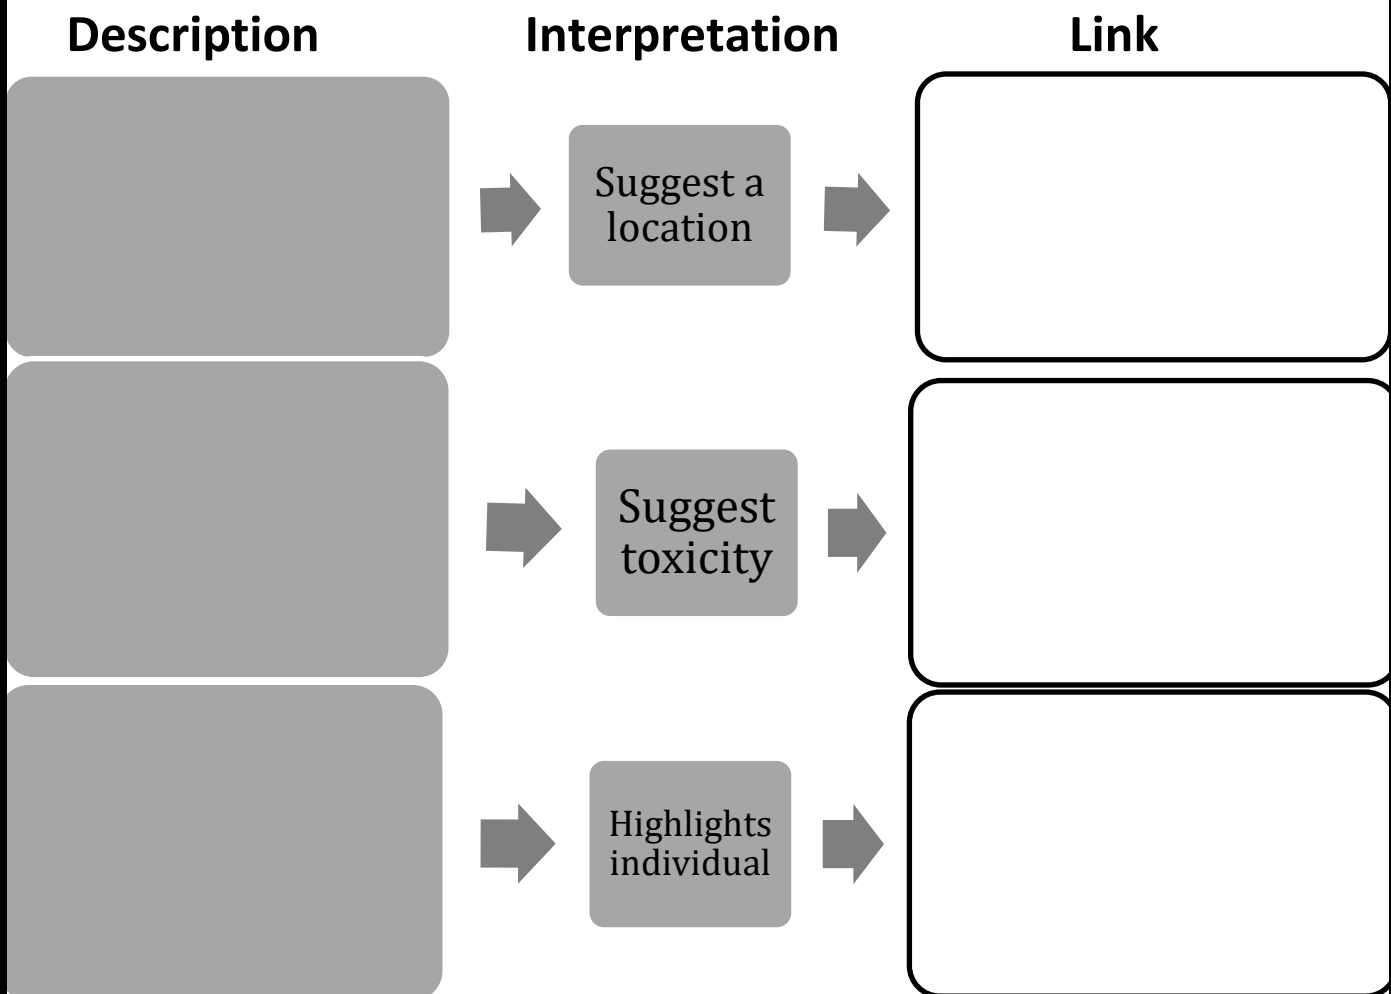 Description Interpretation Link
Suggest a
location
Suggest
toxicity
Highlights
individual